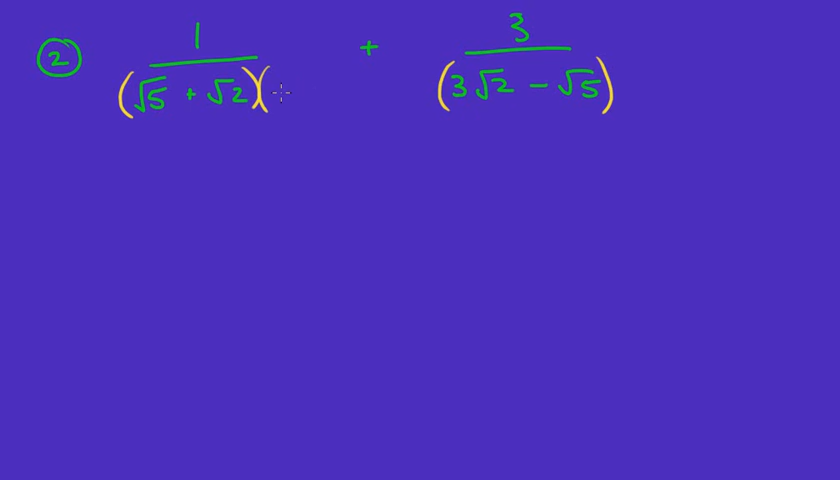 ② 1/((√5 + √2)( + 3/((3√2 − √5))